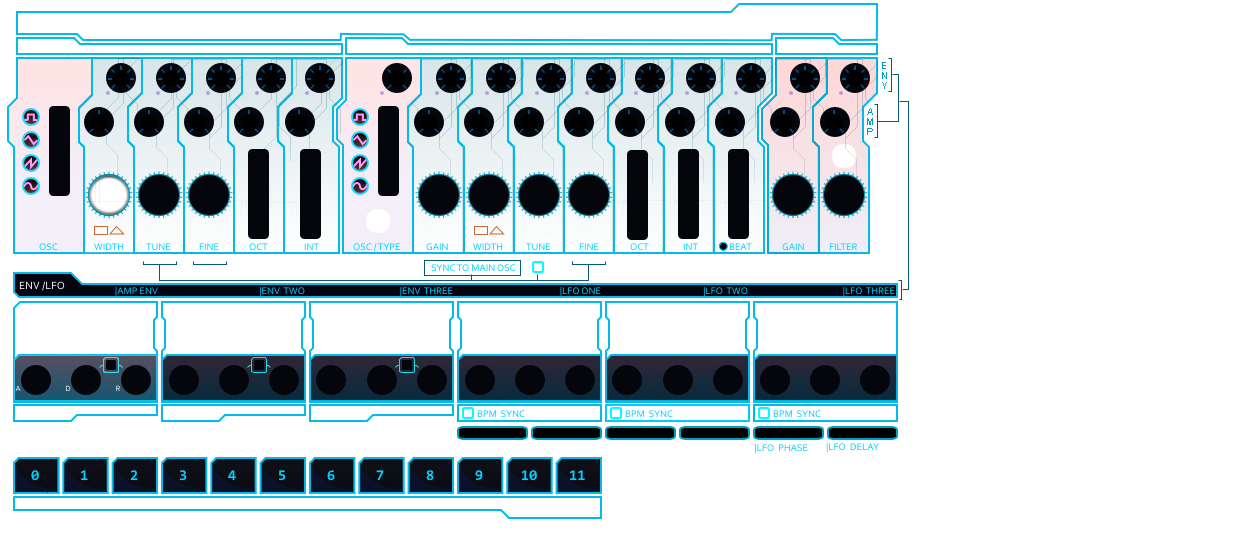 E
N
Y
A
M
P
OSC
WIDTH
TUNE
FINE
OCT
INT
OSC / TYPE
GAIN
WIDTH
TUNE
FINE
OCT
INT
BEAT
GAIN
FILTER
SYNC TO MAIN OSC
ENV /LFO
|AMP ENV
|ENV TWO
|ENV THREE
|LFO ONE
|LFO TWO
|LFO THREE
A
D
R
BPM SYNC
BPM SYNC
BPM SYNC
|LFO PHASE
|LFO DELAY
0
1
2
3
4
5
6
7
8
9
10
11